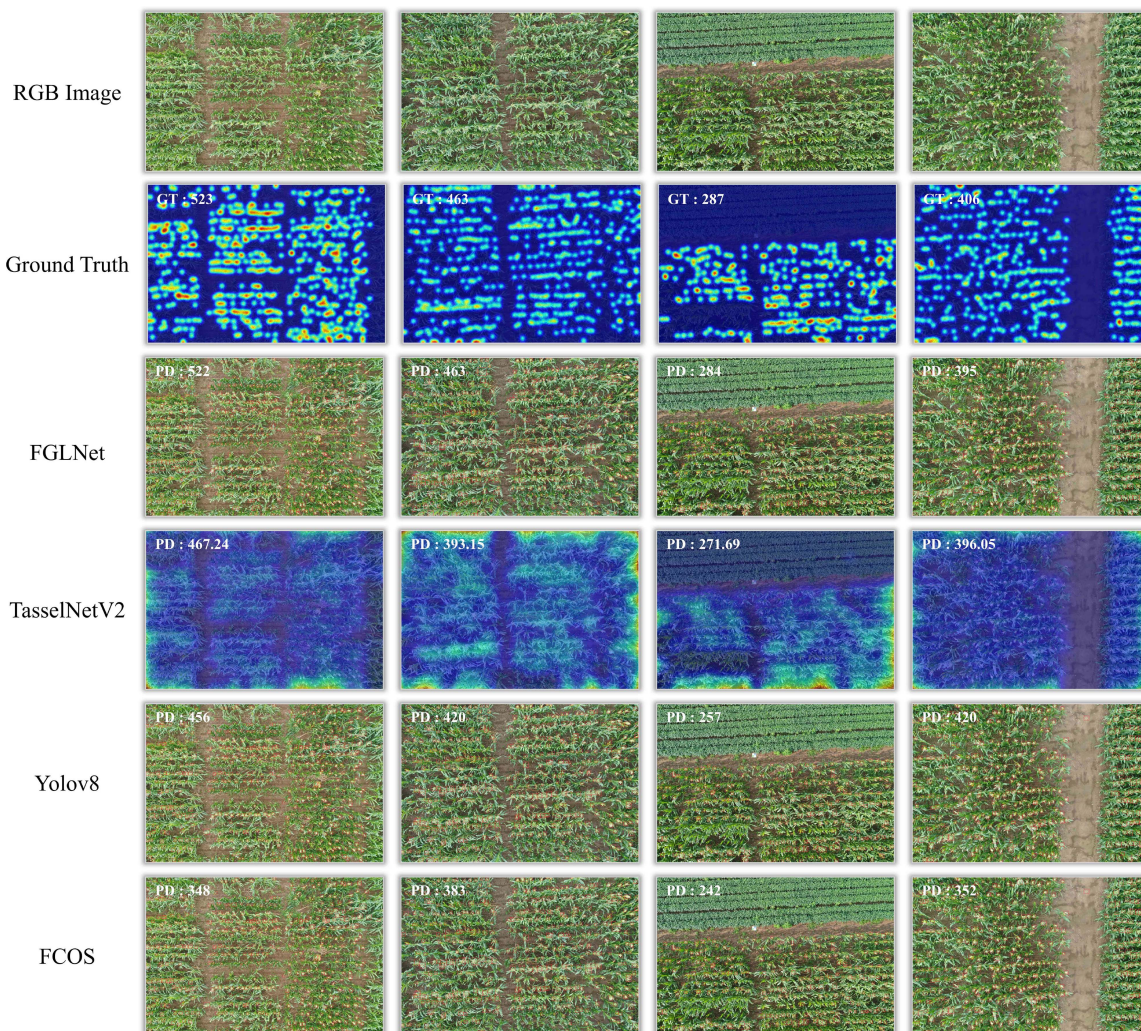 RGB Image
Ground Truth
GT : 523
GT : 463
GT : 287
GT : 406
FGLNet
PD : 522
PD : 463
PD : 284
PD : 395
TasselNetV2
PD : 467.24
PD : 393.15
PD : 271.69
PD : 396.05
Yolov8
PD : 456
PD : 420
PD : 257
PD : 420
FCOS
PD : 348
PD : 383
PD : 242
PD : 352